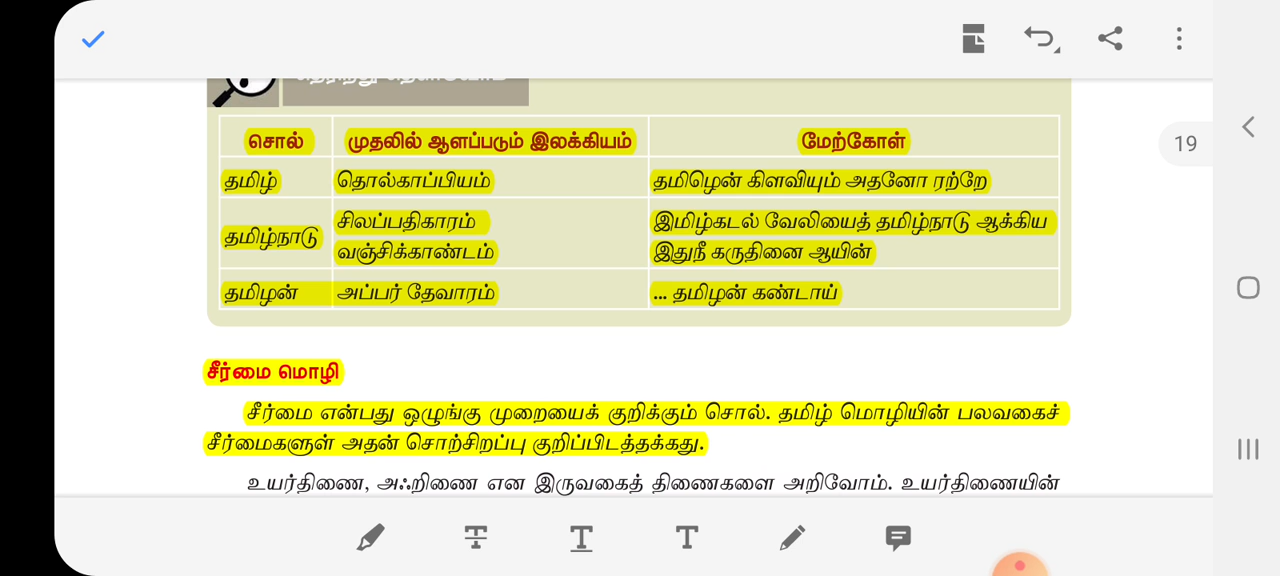 சொல் முதலில் ஆளப்படும் இலக்கியம் மேற்கோள்
தமிழ் தொல்காப்பியம் தமிழென் கிளவியும் அதனோ ரற்றே
தமிழ்நாடு சிலப்பதிகாரம் இமிழ்கடல் வேலியைத் தமிழ்நாடு ஆக்கிய
வஞ்சிக்காண்டம் இதுநீ கருதினை ஆயின்
தமிழன் அப்பர் தேவாரம் ... தமிழன் கண்டாய்
19
சீர்மை மொழி
சீர்மை என்பது ஒழுங்கு முறையைக் குறிக்கும் சொல். தமிழ் மொழியின் பலவகைச்
சீர்மைகளுள் அதன் சொற்சிறப்பு குறிப்பிடத்தக்கது.
உயர்திணை, அஃறிணை என இருவகைத் திணைகளை அறிவோம். உயர்திணையின்